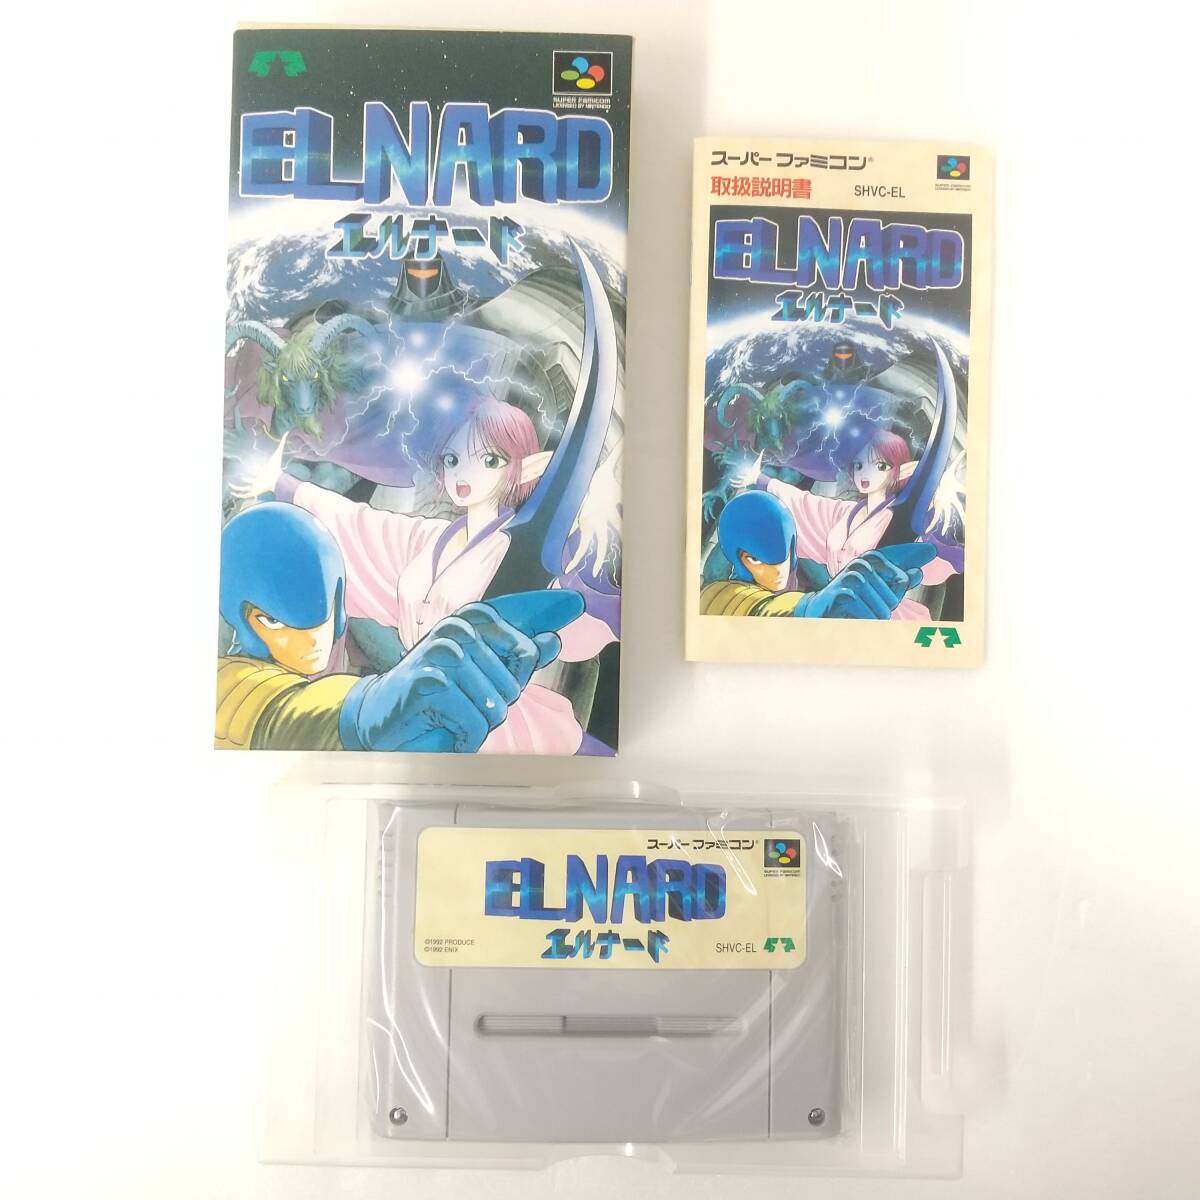 SUPER FAMICOM
LICENSED BY NINTENDO
ELNARD
エルナード
スーパーファミコン®
取扱説明書
SHVC-EL
SUPER FAMICOM
LICENSED BY NINTENDO
ELNARD
エルナード
スーパーファミコン®
SUPER FAMICOM
LICENSED BY NINTENDO
ELNARD
エルナード
©1992 PRODUCE
©1992 ENIX
SHVC-EL